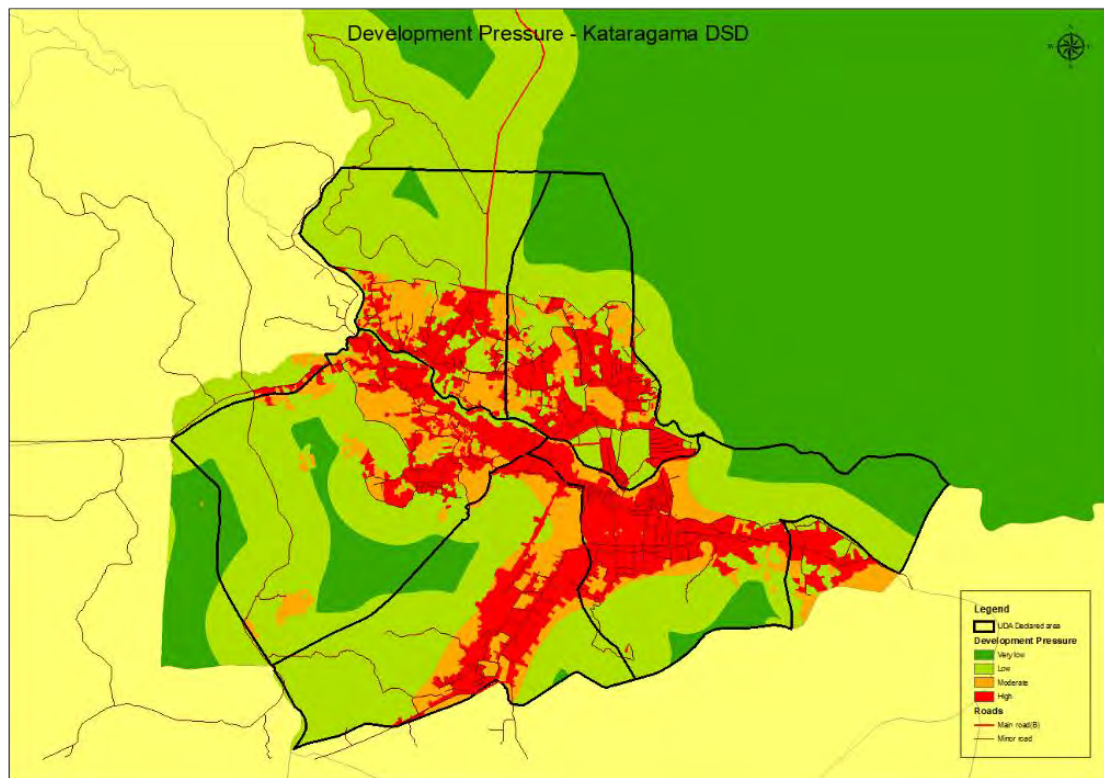 Development Pressure - Kataragama DSD
Legend
UDA Declared area
Development Pressure
Very low
Low
Moderate
High
Roads
Main road(B)
Minor road